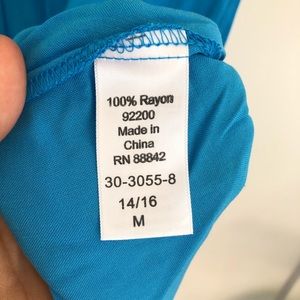 100% Rayon
92200
Made in
China
RN 88842
30-3055-8
14/16
M